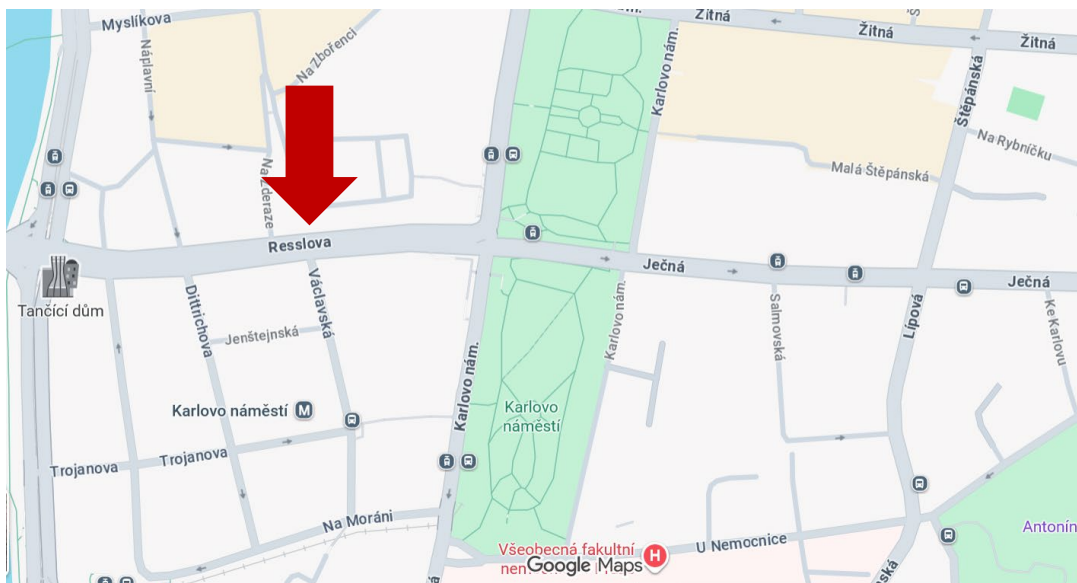 Myslíkova
Žitná
Žitná
Žitná
Náplavní
Na Zbořenci
Karlovo nám.
Štěpánská
Na Rybníčku
Malá Štěpánská
Na Zderaze
Resslova
Ječná
Ječná
Tančící dům
Dittrichova
Václavská
Jenštejnská
Karlovo nám.
Karlovo nám.
Salmovská
Lípová
Ke Karlovu
Karlovo náměstí M
Karlovo
náměstí
Trojanova
Trojanova
Na Moráni
U Nemocnice
Antonín
Všeobecná fakultní
H
Google Maps